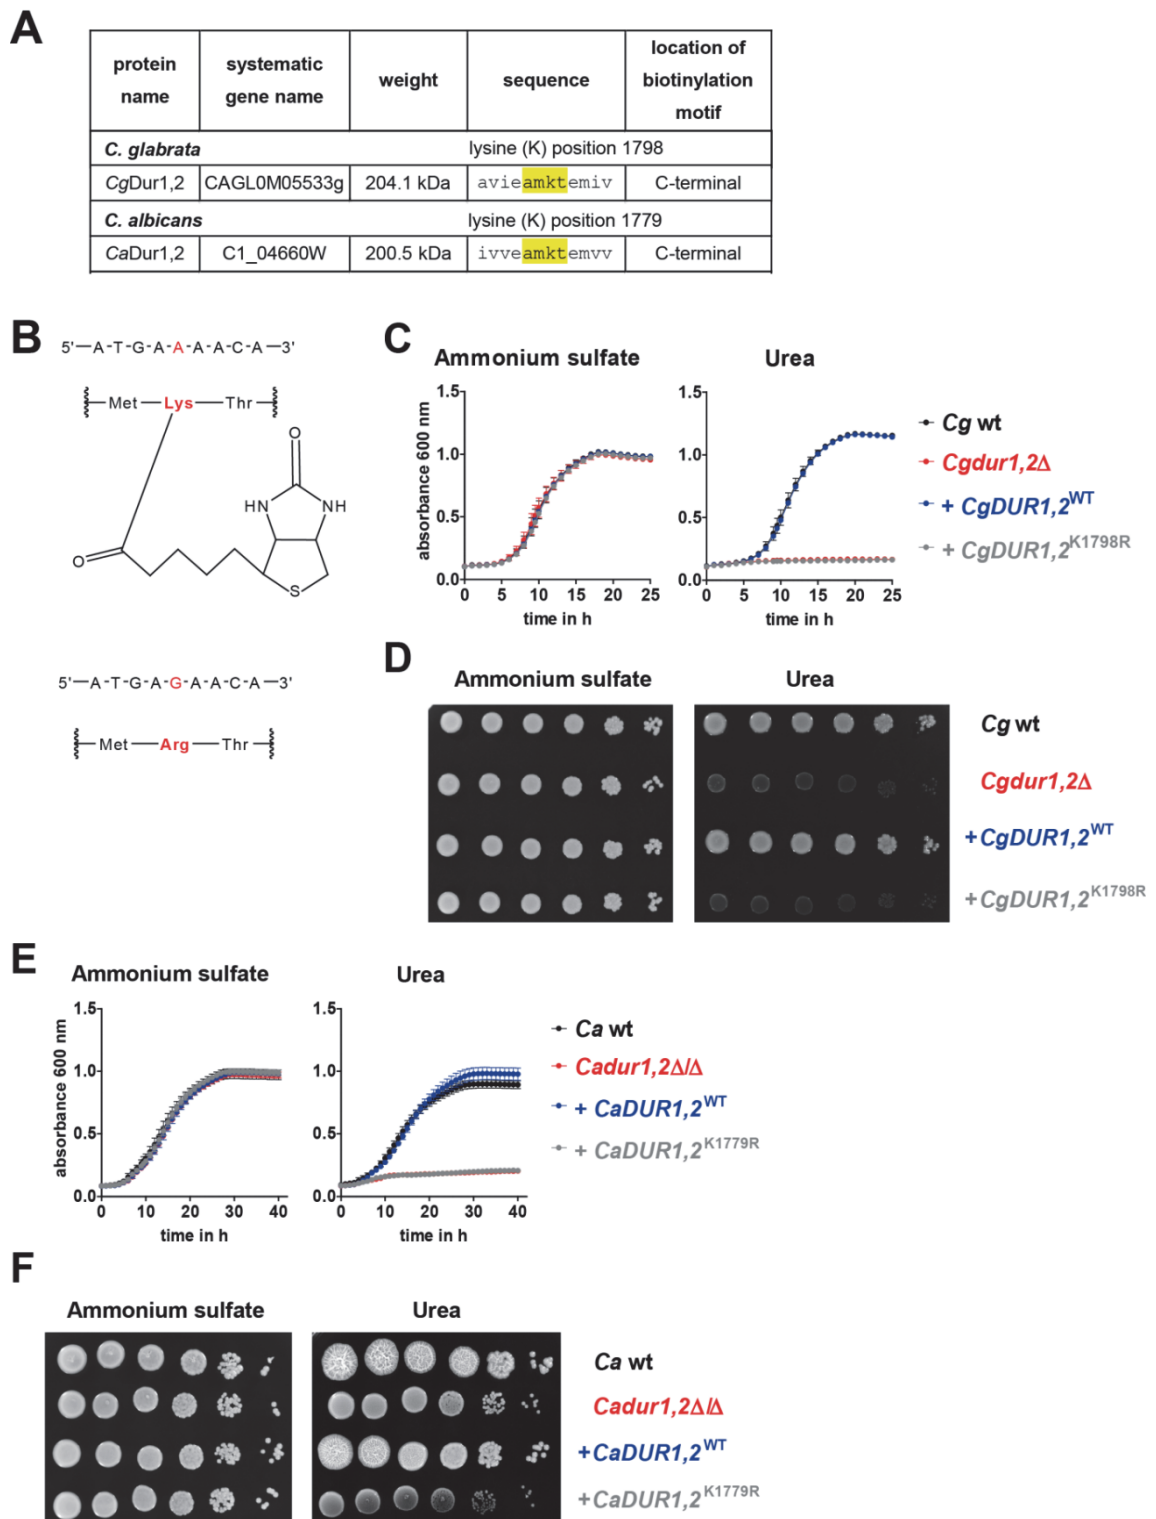 A
protein name systematic gene name weight sequence location of biotinylation motif
C. glabrata lysine (K) position 1798
CgDur1,2 CAGL0M05533g 204.1 kDa avieamktemiv C-terminal
C. albicans lysine (K) position 1779
CaDur1,2 C1_04660W 200.5 kDa ivveamktemvv C-terminal
B
5'-A-T-G-A-A-A-A-C-A-3'
Met Lys Thr
O
HN NH
O
S
5'-A-T-G-A-G-A-A-C-A-3'
Met Arg Thr
C
Ammonium sulfate Urea
absorbance 600 nm
1.5 1.5
1.0 1.0
0.5 0.5
0.0 0.0
0 5 10 15 20 25 0 5 10 15 20 25
time in h time in h
Cg wt
Cgdur1,2Δ
+ CgDUR1,2WT
+ CgDUR1,2K1798R
D
Ammonium sulfate Urea
Cg wt
Cgdur1,2Δ
+CgDUR1,2WT
+CgDUR1,2K1798R
E
Ammonium sulfate Urea
absorbance 600 nm
1.5 1.5
1.0 1.0
0.5 0.5
0.0 0.0
0 10 20 30 40 0 10 20 30 40
time in h time in h
Ca wt
Cadur1,2Δ/Δ
+ CaDUR1,2WT
+ CaDUR1,2K1779R
F
Ammonium sulfate Urea
Ca wt
Cadur1,2Δ/Δ
+CaDUR1,2WT
+CaDUR1,2K1779R